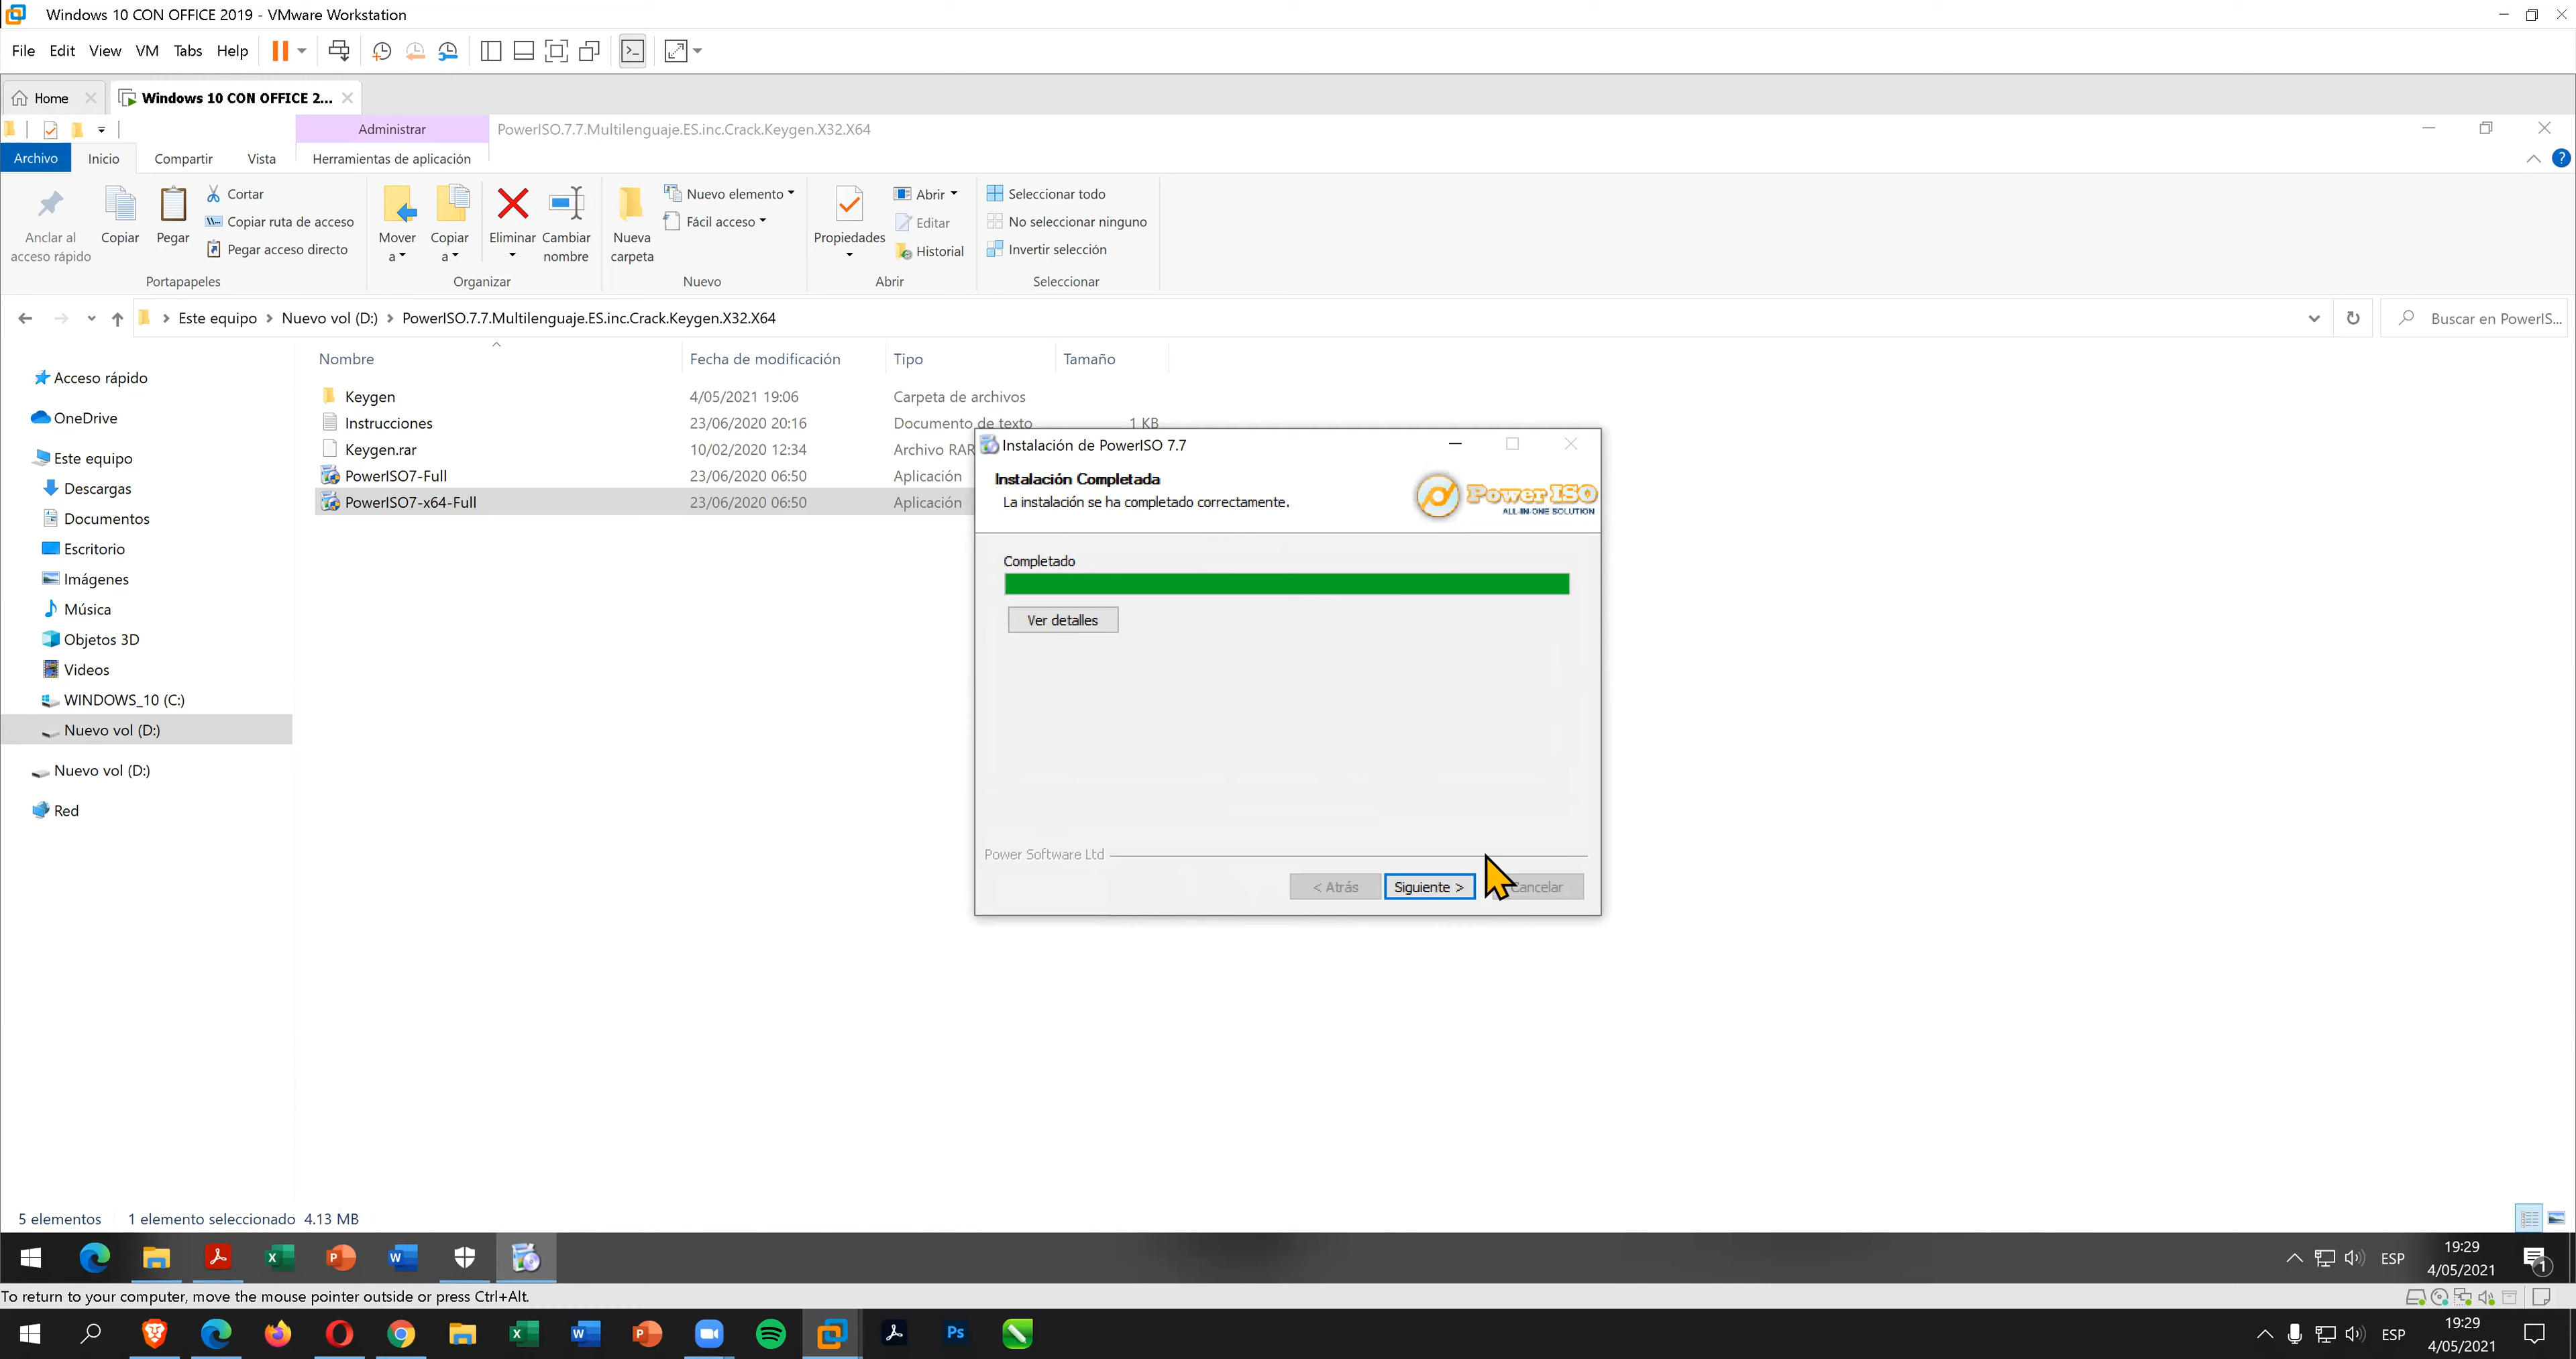 Windows 10 CON OFFICE 2019 - VMware Workstation
File Edit View VM Tabs Help
Home
Windows 10 CON OFFICE 2...
Administrar
PowerISO.7.7.Multilenguaje.ES.inc.Crack.Keygen.X32.X64
Archivo Inicio Compartir Vista Herramientas de aplicación
Anclar al
acceso rápido
Copiar
Pegar
Cortar
Copiar ruta de acceso
Pegar acceso directo
Portapapeles
Mover
a
Copiar
a
Eliminar
Cambiar
nombre
Organizar
Nueva
carpeta
Nuevo elemento
Fácil acceso
Nuevo
Propiedades
Abrir
Editar
Historial
Abrir
Seleccionar todo
No seleccionar ninguno
Invertir selección
Seleccionar
Este equipo > Nuevo vol (D:) > PowerISO.7.7.Multilenguaje.ES.inc.Crack.Keygen.X32.X64
Buscar en PowerIS...
Nombre Fecha de modificación Tipo Tamaño
Keygen 4/05/2021 19:06 Carpeta de archivos
Instrucciones 23/06/2020 20:16 Documento de texto 1 KB
Keygen.rar 10/02/2020 12:34 Archivo RAR
PowerISO7-Full 23/06/2020 06:50 Aplicación
PowerISO7-x64-Full 23/06/2020 06:50 Aplicación
Acceso rápido
OneDrive
Este equipo
Descargas
Documentos
Escritorio
Imágenes
Música
Objetos 3D
Videos
WINDOWS_10 (C:)
Nuevo vol (D:)
Nuevo vol (D:)
Red
Instalación de PowerISO 7.7
Instalación Completada
La instalación se ha completado correctamente.
Power ISO
ALL-IN-ONE SOLUTION
Completado
Ver detalles
Power Software Ltd
< Atrás
Siguiente >
Cancelar
5 elementos 1 elemento seleccionado 4.13 MB
ESP
19:29
4/05/2021
1
To return to your computer, move the mouse pointer outside or press Ctrl+Alt.
Ps
ESP
19:29
4/05/2021